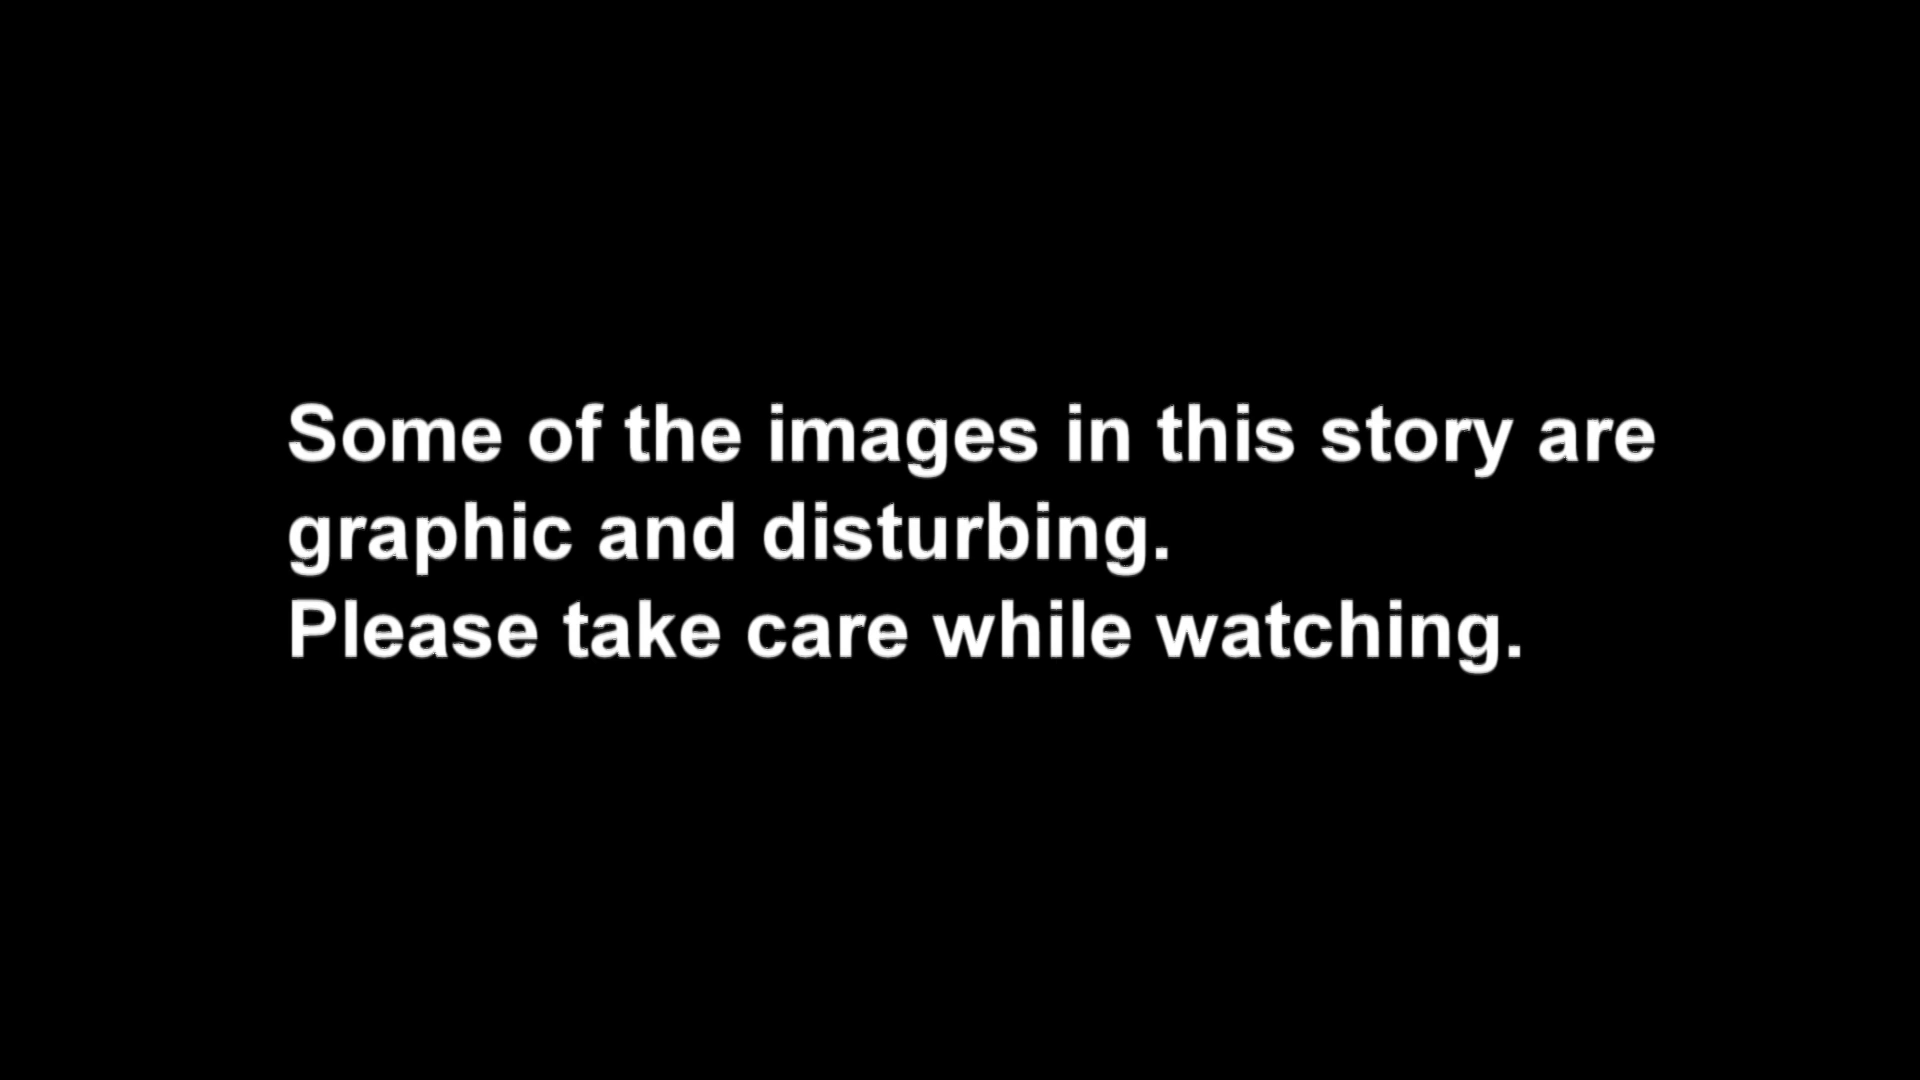 Some of the images in this story are
graphic and disturbing.
Please take care while watching.